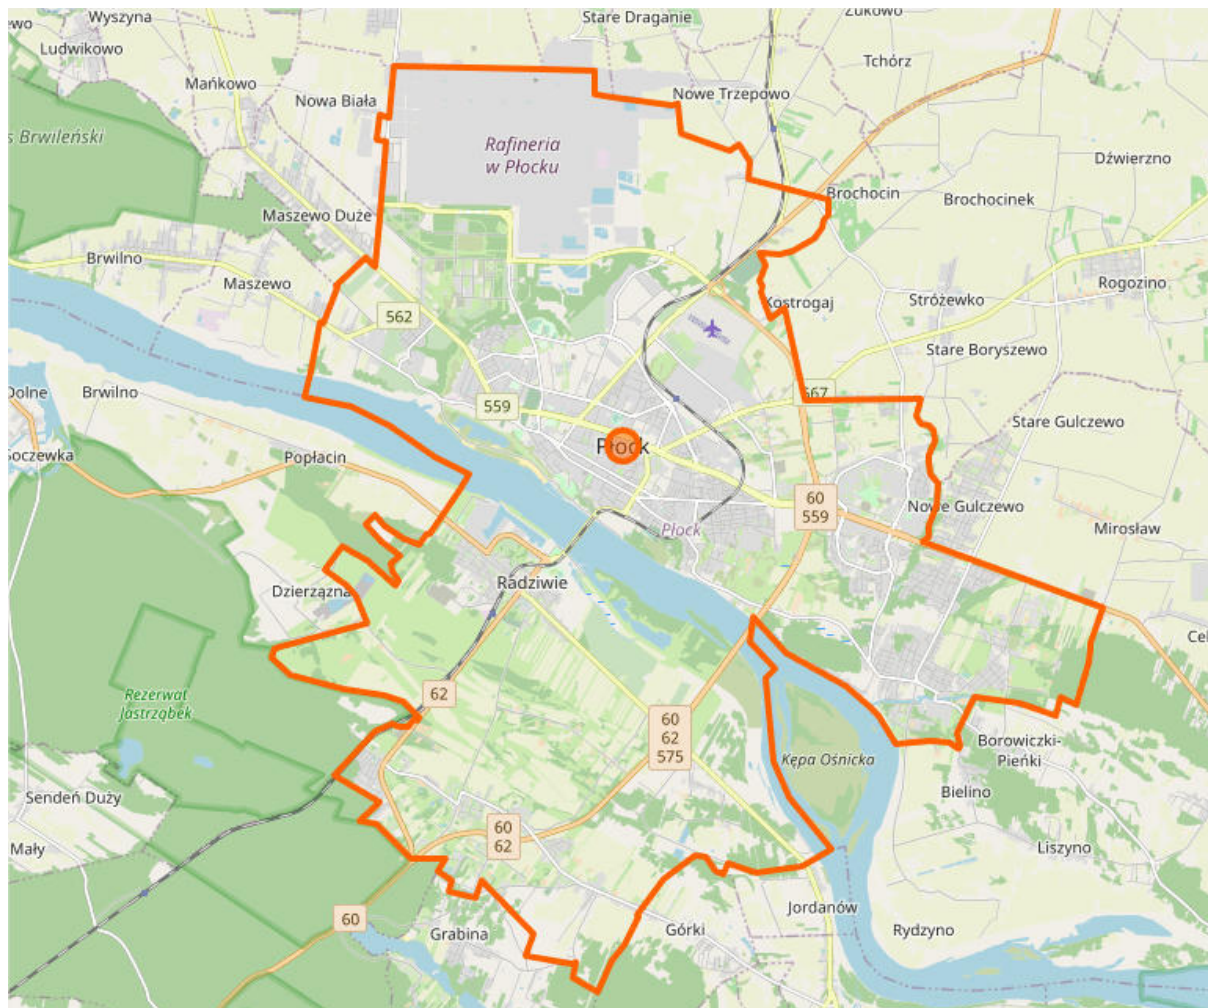 Wyszyna
Stare Draganie
Ludwikowo
Tchórz
Mańkowo
Nowa Biała
Nowe Trzepowo
s Brwileński
Rafineria
w Płocku
Dźwierzno
Brochocin
Brochocinek
Maszewo Duże
Brwilno
Maszewo
Rogozino
Stróżewko
Kostrogaj
562
Stare Boryszewo
Dolne
Brwilno
567
559
Stare Gulczewo
Soczewka
Popłacin
Płock
60
559
Nowe Gulczewo
Mirosław
Płock
Radziwie
Dzierzązna
Cel
Rezerwat
Jastrząbek
62
60
62
575
Kępa Ośnicka
Borowiczki-
Pieńki
Sendeń Duży
Bielino
60
62
Mały
Liszyno
60
Jordanów
Grabina
Górki
Rydzyno